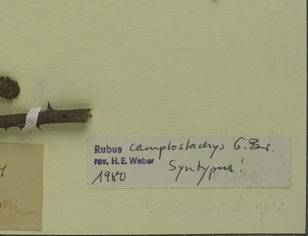 Rubus camptostachys G. Br.
rev. H. E. Weber Syntypus!
1980